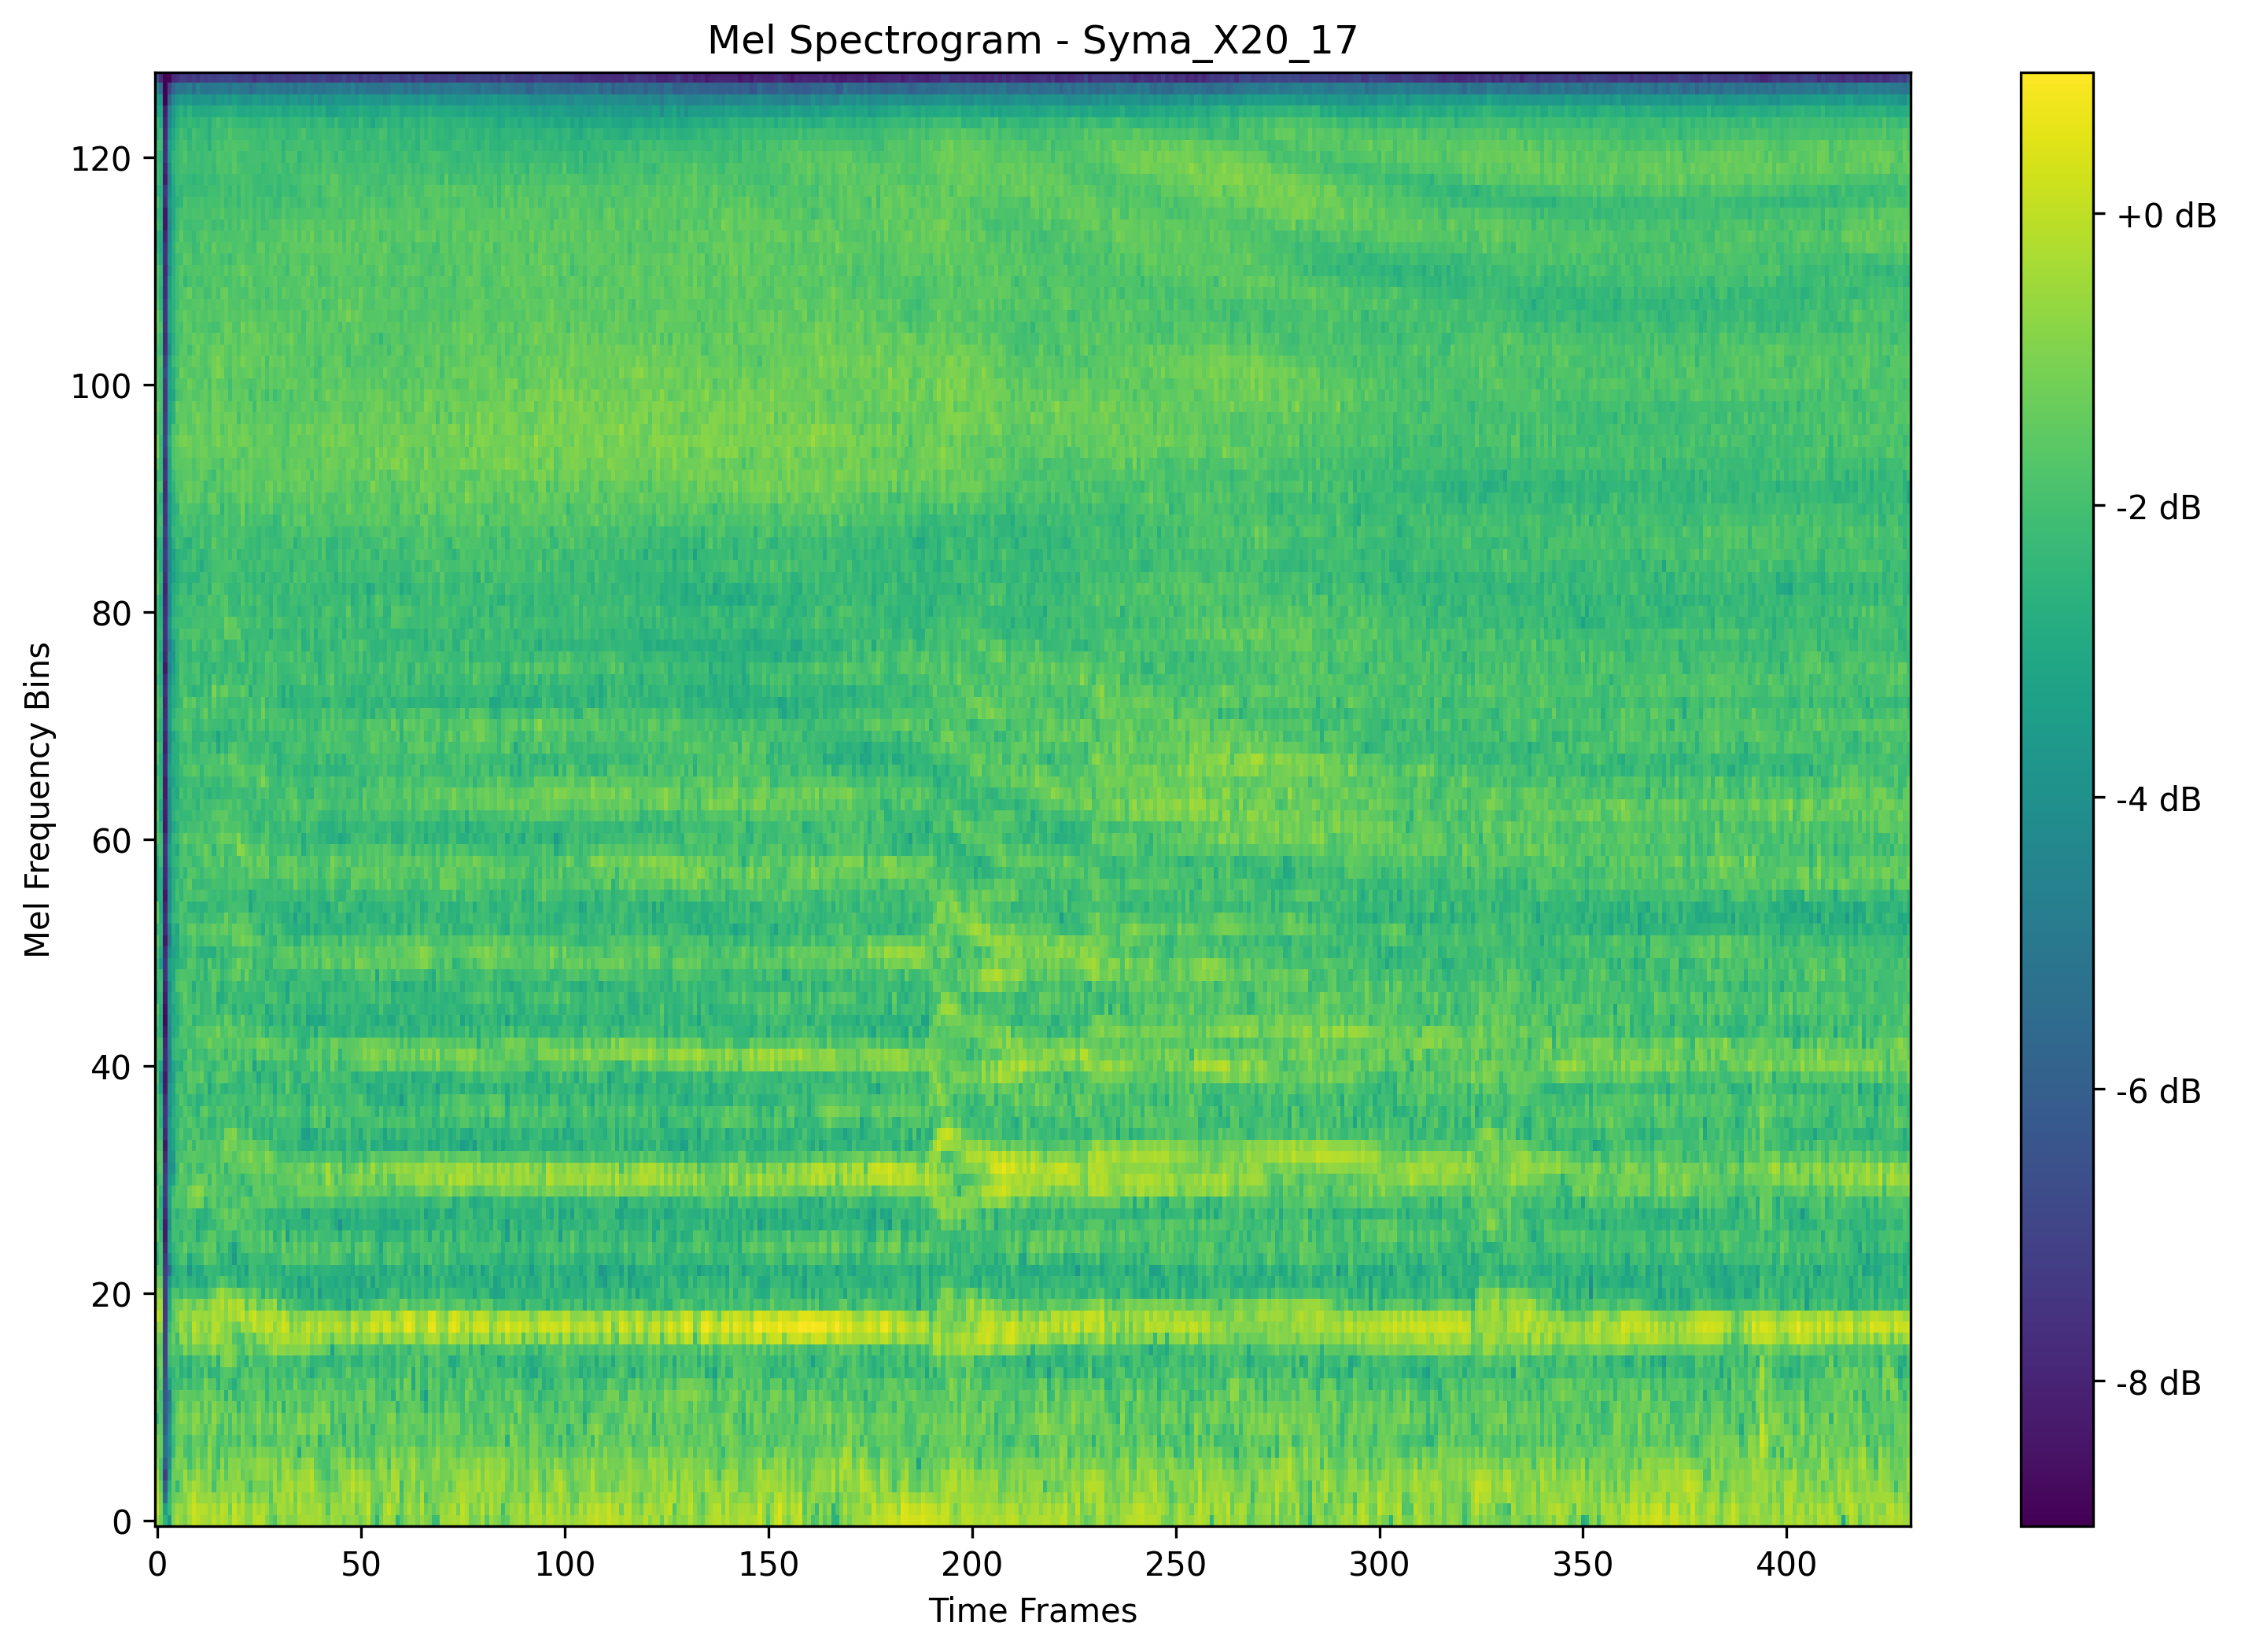 Mel Spectrogram - Syma_X20_17
Mel Frequency Bins
120
100
80
60
40
20
0
0 50 100 150 200 250 300 350 400
Time Frames
+0 dB
-2 dB
-4 dB
-6 dB
-8 dB